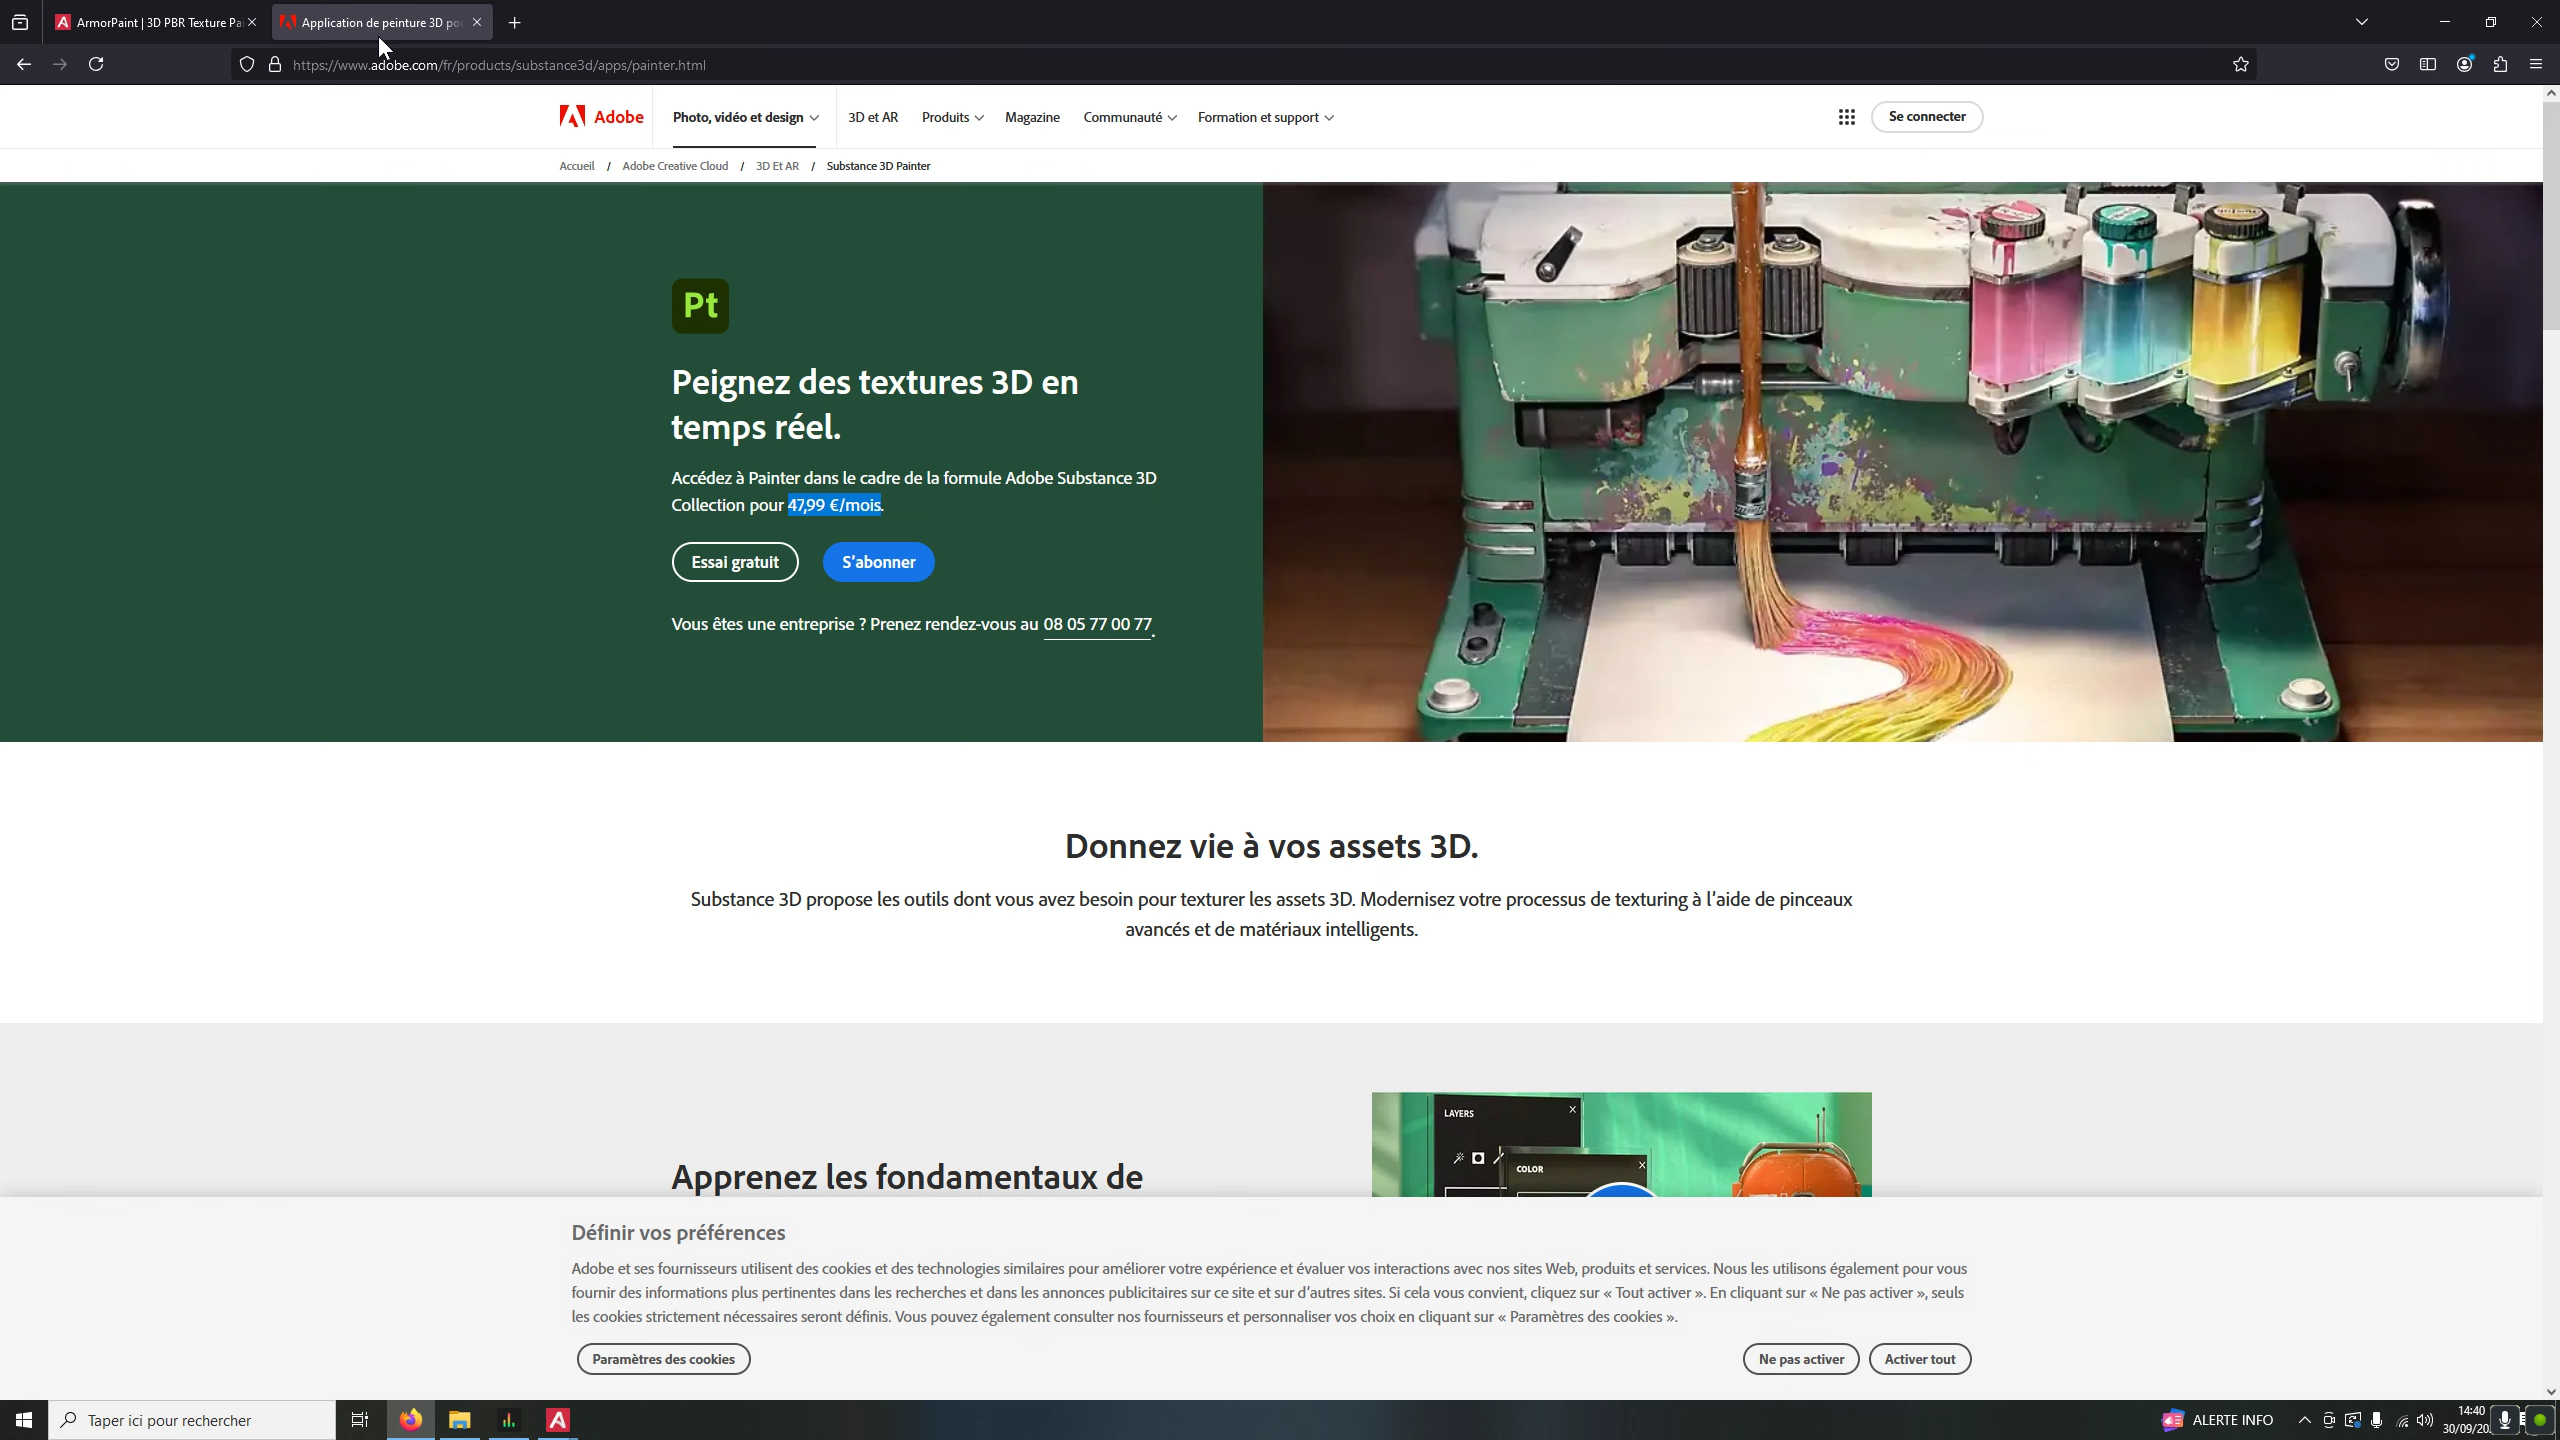 ArmorPaint | 3D PBR Texture Pai
Application de peinture 3D pou
https://www.adobe.com/fr/products/substance3d/apps/painter.html
Adobe
Photo, vidéo et design
3D et AR
Produits
Magazine
Communauté
Formation et support
Se connecter
Accueil / Adobe Creative Cloud / 3D Et AR / Substance 3D Painter
Pt
Peignez des textures 3D en
temps réel.
Accédez à Painter dans le cadre de la formule Adobe Substance 3D
Collection pour 47,99 €/mois.
Essai gratuit
S'abonner
Vous êtes une entreprise ? Prenez rendez-vous au 08 05 77 00 77.
Donnez vie à vos assets 3D.
Substance 3D propose les outils dont vous avez besoin pour texturer les assets 3D. Modernisez votre processus de texturing à l'aide de pinceaux
avancés et de matériaux intelligents.
Apprenez les fondamentaux de
LAYERS
COLOR
Définir vos préférences
Adobe et ses fournisseurs utilisent des cookies et des technologies similaires pour améliorer votre expérience et évaluer vos interactions avec nos sites Web, produits et services. Nous les utilisons également pour vous
fournir des informations plus pertinentes dans les recherches et dans les annonces publicitaires sur ce site et sur d'autres sites. Si cela vous convient, cliquez sur « Tout activer ». En cliquant sur « Ne pas activer », seuls
les cookies strictement nécessaires seront définis. Vous pouvez également consulter nos fournisseurs et personnaliser vos choix en cliquant sur « Paramètres des cookies ».
Paramètres des cookies
Ne pas activer
Activer tout
Taper ici pour rechercher
ALERTE INFO
14:40
30/09/20